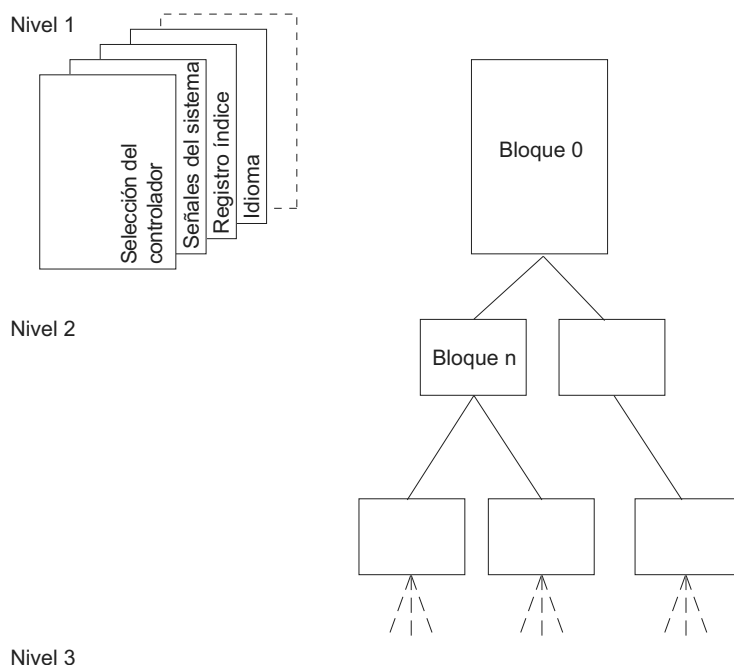 Nivel 1
Selección del
controlador
Señales del sistema
Registro índice
Idioma
Bloque 0
Nivel 2
Bloque n
Nivel 3